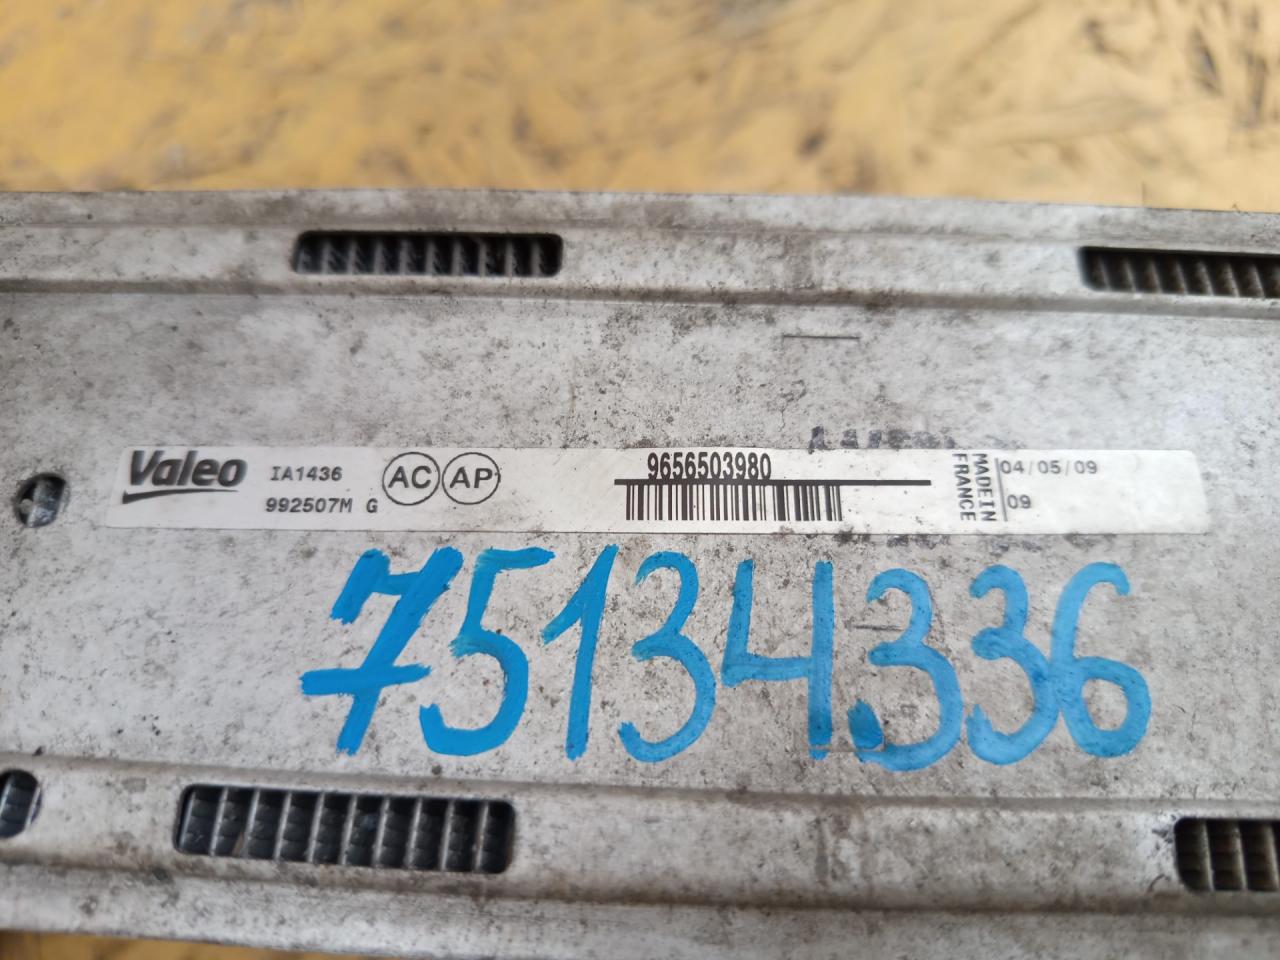 Valeo
IA1436
992507M G
AC AP
9656503980
MADE IN
FRANCE
04/05/09
09
75134336